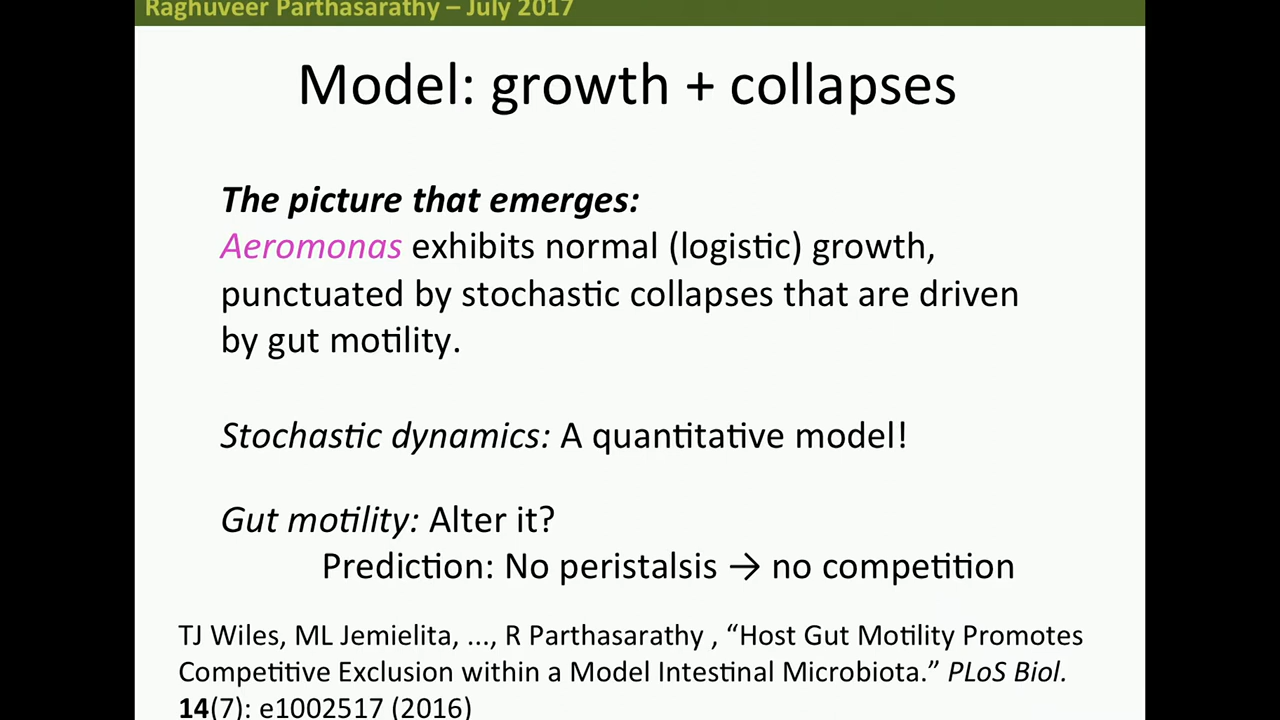 Raghuveer Parthasarathy – July 2017
Model: growth + collapses
The picture that emerges:
Aeromonas exhibits normal (logistic) growth,
punctuated by stochastic collapses that are driven
by gut motility.
Stochastic dynamics: A quantitative model!
Gut motility: Alter it?
Prediction: No peristalsis → no competition
TJ Wiles, ML Jemielita, ..., R Parthasarathy , “Host Gut Motility Promotes
Competitive Exclusion within a Model Intestinal Microbiota.” PLoS Biol.
14(7): e1002517 (2016)